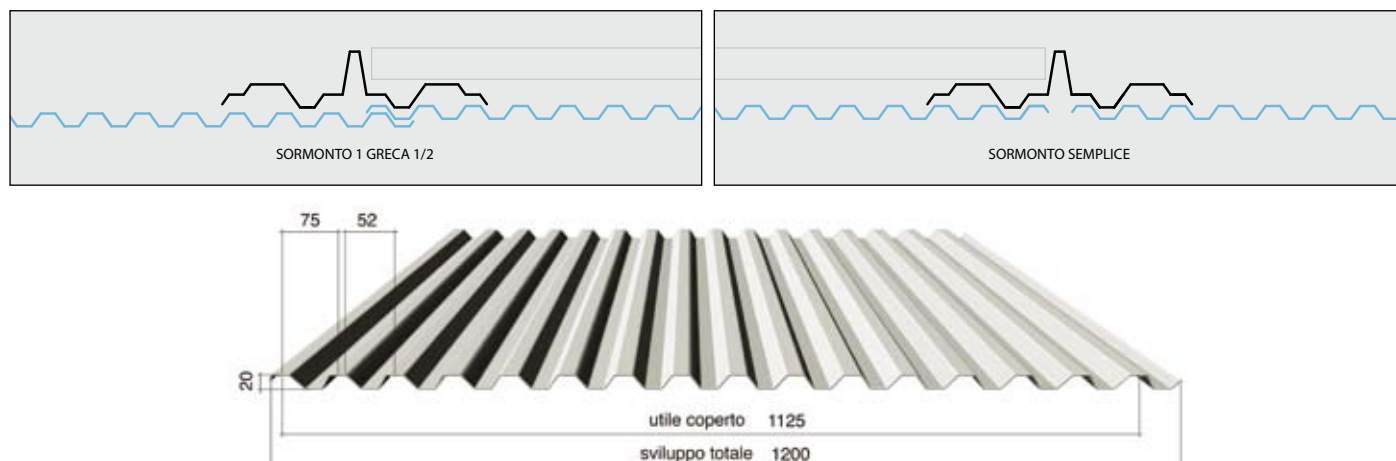 SORMONTO 1 GRECA 1/2
SORMONTO SEMPLICE
75 52
20
utile coperto 1125
sviluppo totale 1200